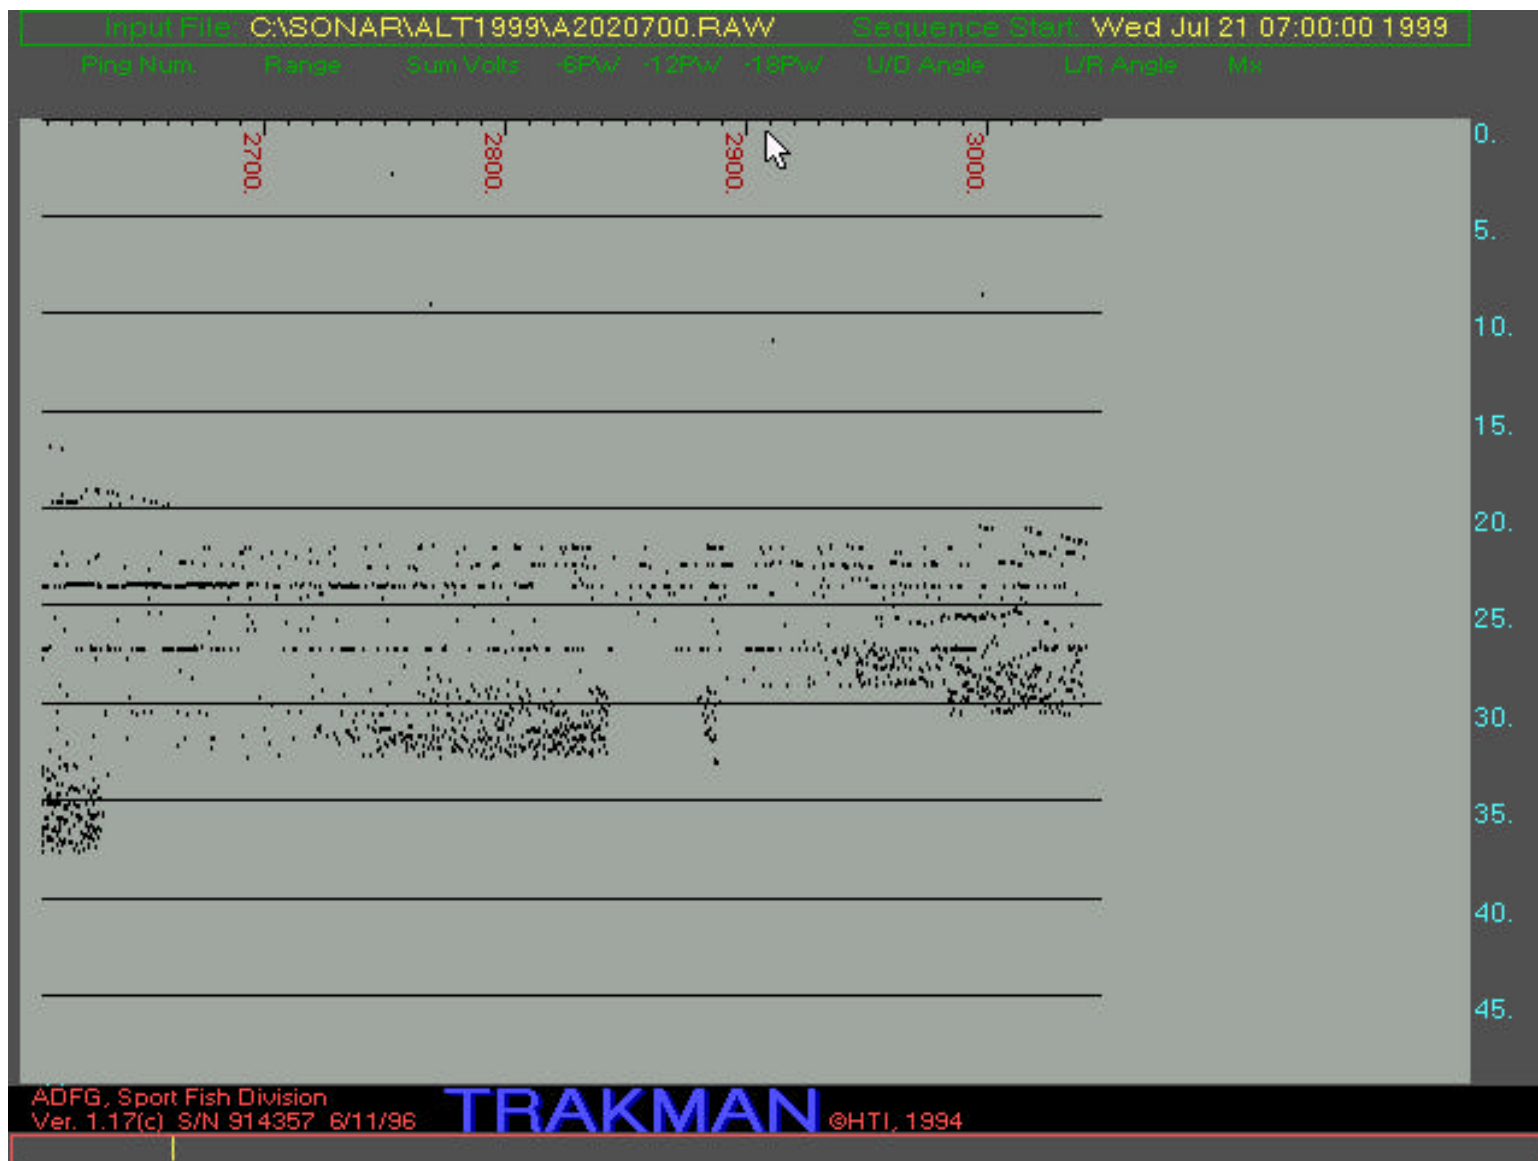 Input File: C:\SONAR\ALT1999\A2020700.RAW Sequence Start: Wed Jul 21 07:00:00 1999
Ping Num. Range Sum Volts -6PW -12PW -18PW U/D Angle L/R Angle Mx
0.
2700. 2800. 2900. 3000.
5.
10.
15.
20.
25.
30.
35.
40.
45.
ADFG, Sport Fish Division
Ver. 1.17(c) S/N 914357 6/11/96
TRAKMAN
©HTI, 1994